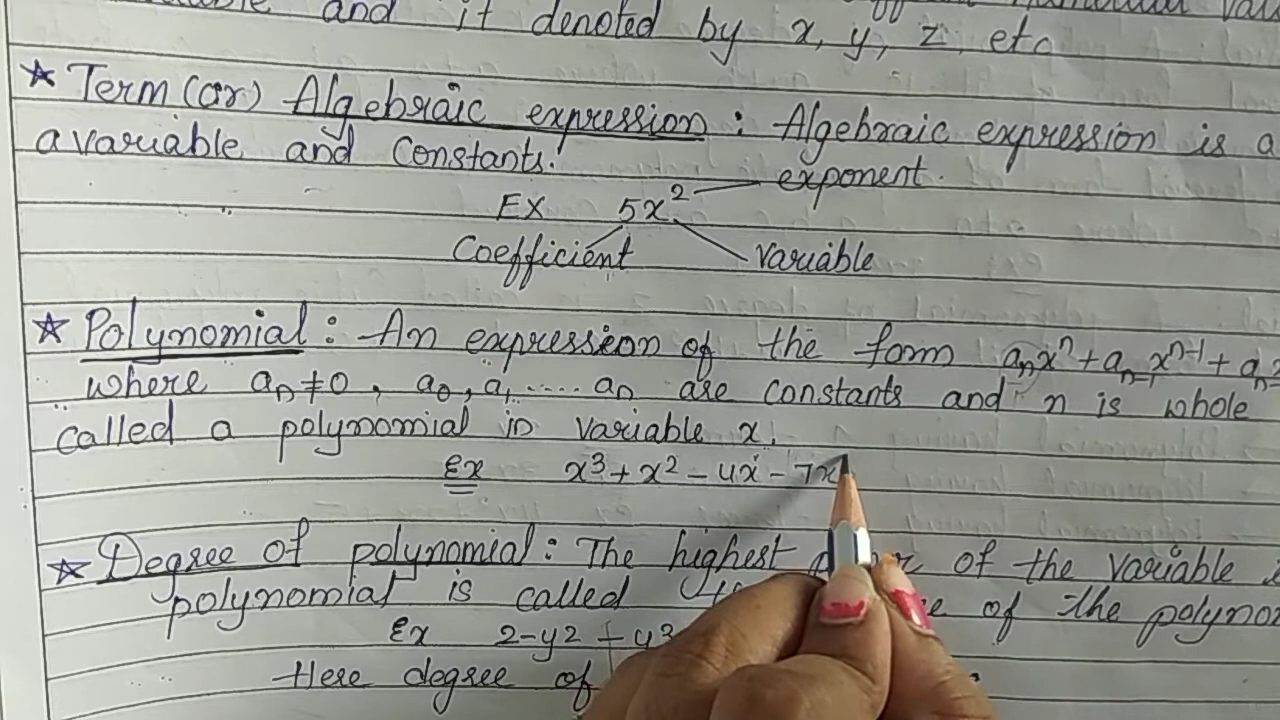 and it denoted by x, y, z etc
★ Term (or) Algebraic expression : Algebraic expression is a
a variable and Constants.
exponent.
EX 5x²
Coefficient variable
★ Polynomial : An expression of the form aₙxⁿ + aₙ₋₁xⁿ⁻¹ + aₙ₋
where aₙ ≠ 0 , a₀, a₁ ..... aₙ are constants and n is whole
called a polynomial in variable x.
Ex x³ + x² - 4x - 7x
★ Degree of polynomial : The highest of the variable
polynomial is called of the
Ex 2-y2 + y3
Here degree of